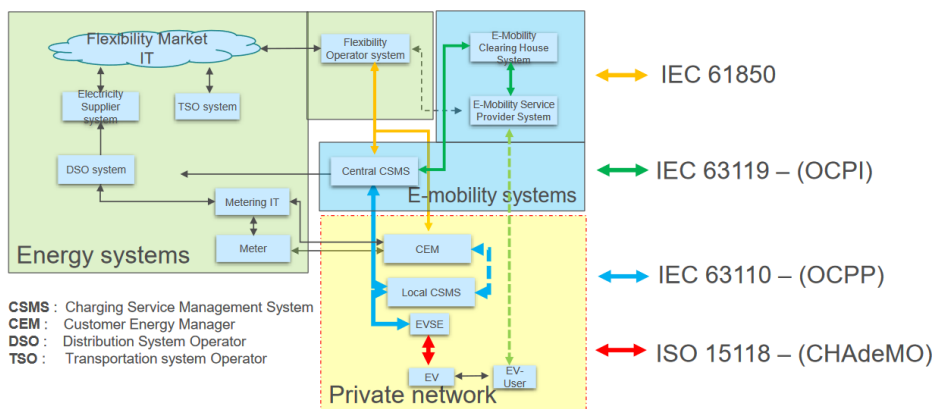 Flexibility Market
IT
Flexibility
Operator system
E-Mobility
Clearing House
System
IEC 61850
Electricity
Supplier
system
TSO system
E-Mobility Service
Provider System
DSO system
Central CSMS
IEC 63119 – (OCPI)
E-mobility systems
Metering IT
Energy systems
Meter
CEM
IEC 63110 – (OCPP)
Local CSMS
CSMS : Charging Service Management System
CEM : Customer Energy Manager
DSO : Distribution System Operator
TSO : Transportation system Operator
EVSE
ISO 15118 – (CHAdeMO)
EV
EV-
User
Private network